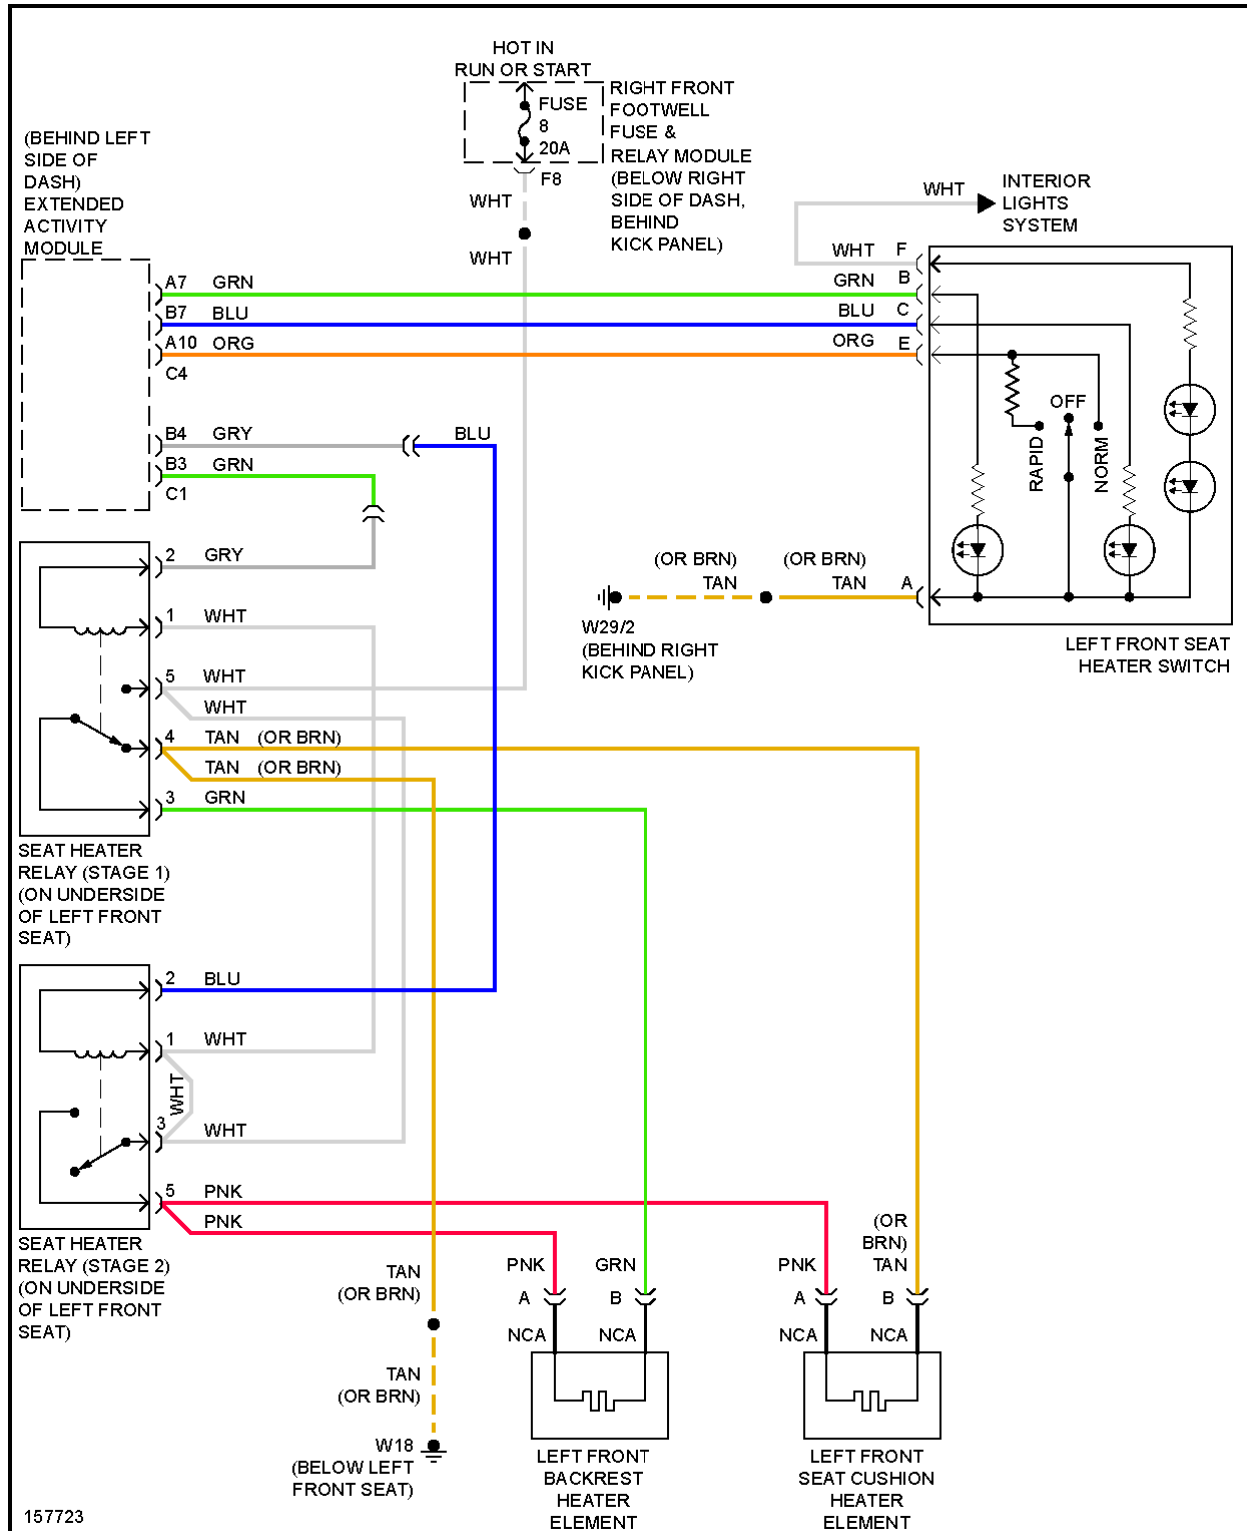 HOT IN
RUN OR START
FUSE
8
20A
F8
RIGHT FRONT
FOOTWELL
FUSE &
RELAY MODULE
(BELOW RIGHT
SIDE OF DASH,
BEHIND
KICK PANEL)
WHT
WHT
(BEHIND LEFT
SIDE OF
DASH)
EXTENDED
ACTIVITY
MODULE
WHT
INTERIOR
LIGHTS
SYSTEM
WHT F
A7 GRN
GRN B
B7 BLU
BLU C
A10 ORG
ORG E
C4
B4 GRY
BLU
B3 GRN
C1
OFF
RAPID
NORM
2 GRY
(OR BRN)
TAN
(OR BRN)
TAN
A
W29/2
(BEHIND RIGHT
KICK PANEL)
LEFT FRONT SEAT
HEATER SWITCH
1 WHT
5 WHT
WHT
4 TAN (OR BRN)
TAN (OR BRN)
3 GRN
SEAT HEATER
RELAY (STAGE 1)
(ON UNDERSIDE
OF LEFT FRONT
SEAT)
2 BLU
1 WHT
WHT
3 WHT
5 PNK
PNK
SEAT HEATER
RELAY (STAGE 2)
(ON UNDERSIDE
OF LEFT FRONT
SEAT)
TAN
(OR BRN)
TAN
(OR BRN)
W18
(BELOW LEFT
FRONT SEAT)
PNK
A
NCA
GRN
B
NCA
LEFT FRONT
BACKREST
HEATER
ELEMENT
PNK
A
NCA
(OR
BRN)
TAN
B
NCA
LEFT FRONT
SEAT CUSHION
HEATER
ELEMENT
157723